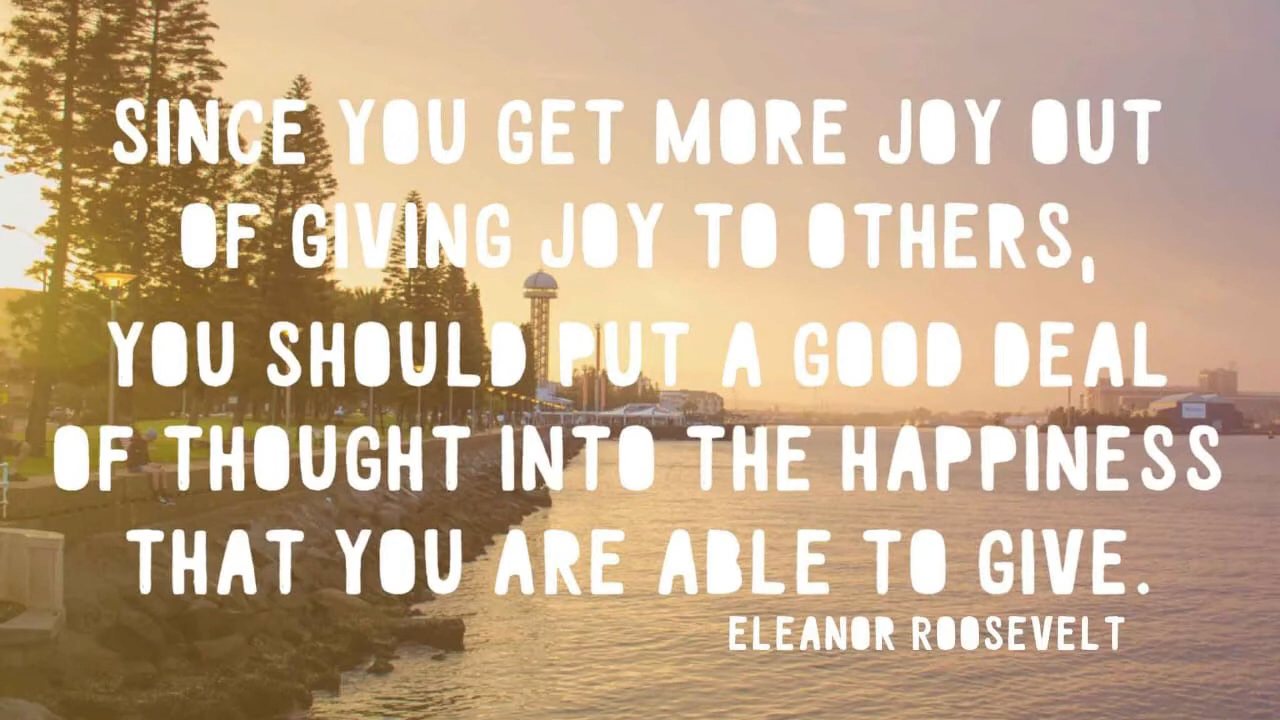 SINCE YOU GET MORE JOY OUT
OF GIVING JOY TO OTHERS,
YOU SHOULD PUT A GOOD DEAL
OF THOUGHT INTO THE HAPPINESS
THAT YOU ARE ABLE TO GIVE.
ELEANOR ROOSEVELT